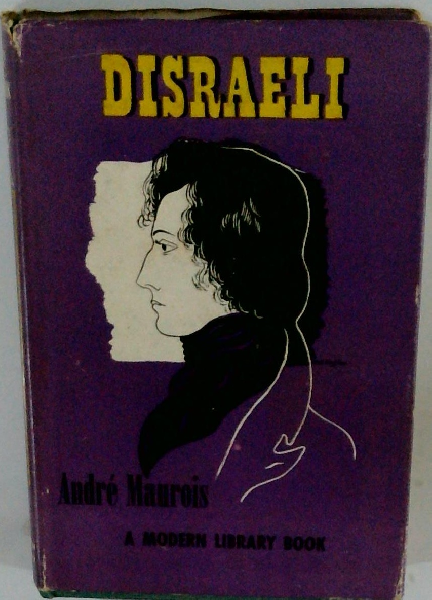 DISRAELI
André Maurois
A MODERN LIBRARY BOOK